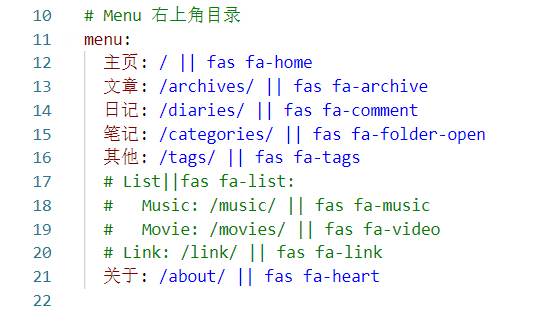 10 # Menu 右上角目录
11 menu:
12 主页: / || fas fa-home
13 文章: /archives/ || fas fa-archive
14 日记: /diaries/ || fas fa-comment
15 笔记: /categories/ || fas fa-folder-open
16 其他: /tags/ || fas fa-tags
17 # List||fas fa-list:
18 #   Music: /music/ || fas fa-music
19 #   Movie: /movies/ || fas fa-video
20 # Link: /link/ || fas fa-link
21 关于: /about/ || fas fa-heart
22